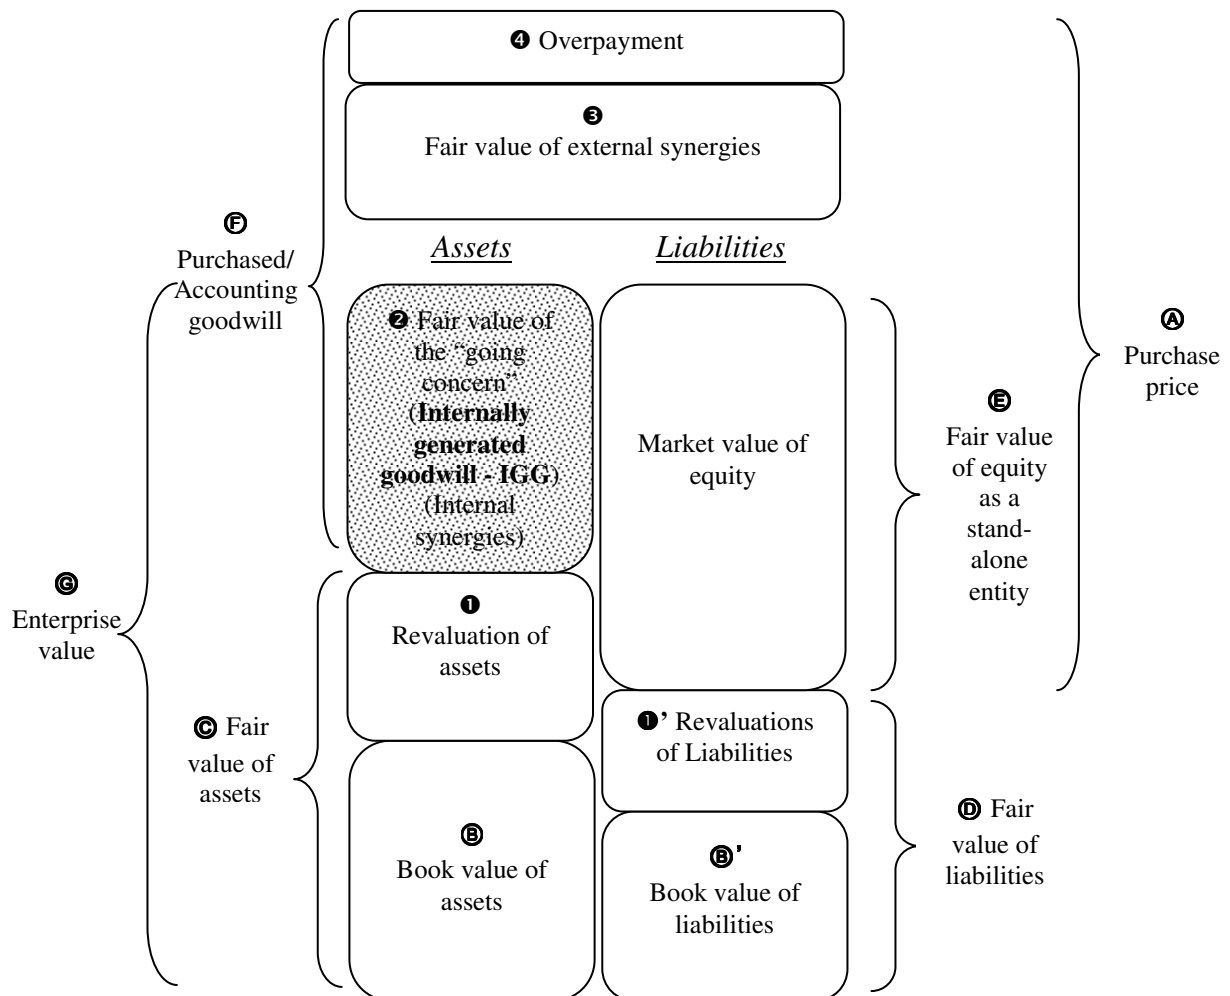 ❹ Overpayment
❸
Fair value of external synergies
Ⓕ
Purchased/
Accounting
goodwill
Assets
Liabilities
❷ Fair value of
the “going
concern”
(Internally
generated
goodwill - IGG)
(Internal
synergies)
Market value of
equity
Ⓔ
Fair value
of equity
as a
stand-
alone
entity
Ⓐ
Purchase
price
Ⓖ
Enterprise
value
❶
Revaluation of
assets
❶’ Revaluations
of Liabilities
Ⓒ Fair
value of
assets
Ⓑ
Book value of
assets
Ⓑ’
Book value of
liabilities
Ⓓ Fair
value of
liabilities